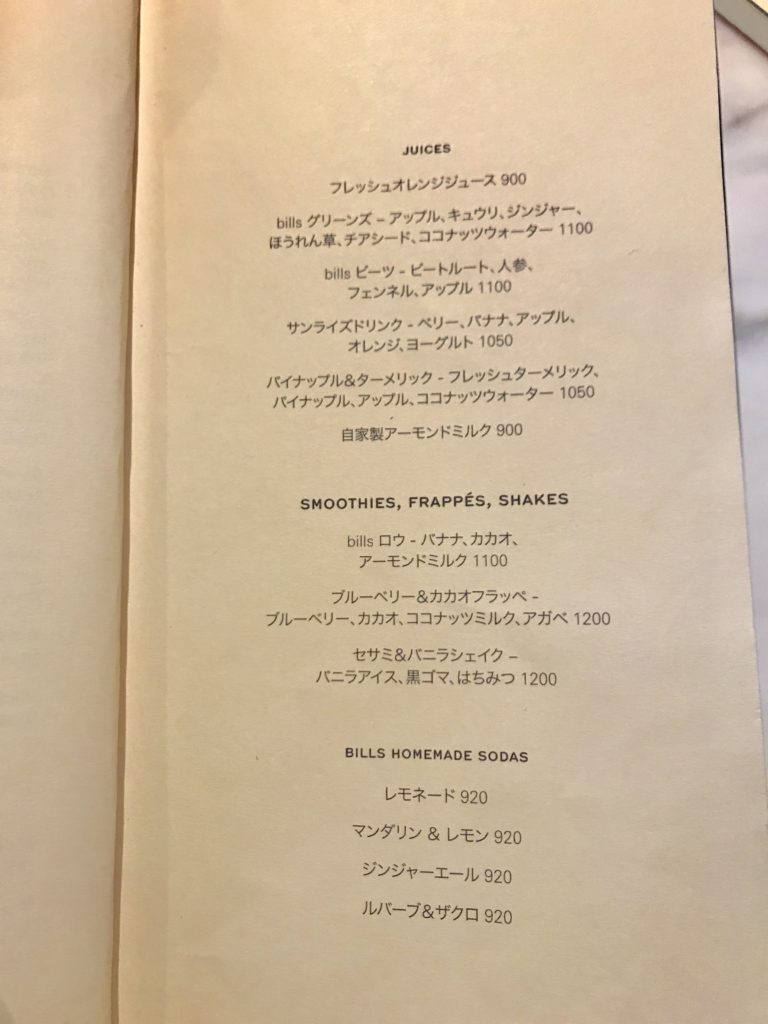 JUICES
フレッシュオレンジジュース 900
bills グリーンズ – アップル、キュウリ、ジンジャー、
ほうれん草、チアシード、ココナッツウォーター 1100
bills ビーツ - ビートルート、人参、
フェンネル、アップル 1100
サンライズドリンク - ベリー、バナナ、アップル、
オレンジ、ヨーグルト 1050
パイナップル&ターメリック - フレッシュターメリック、
パイナップル、アップル、ココナッツウォーター 1050
自家製アーモンドミルク 900
SMOOTHIES, FRAPPÉS, SHAKES
bills ロウ - バナナ、カカオ、
アーモンドミルク 1100
ブルーベリー&カカオフラッペ -
ブルーベリー、カカオ、ココナッツミルク、アガベ 1200
セサミ&バニラシェイク –
バニラアイス、黒ゴマ、はちみつ 1200
BILLS HOMEMADE SODAS
レモネード 920
マンダリン & レモン 920
ジンジャーエール 920
ルバーブ&ザクロ 920